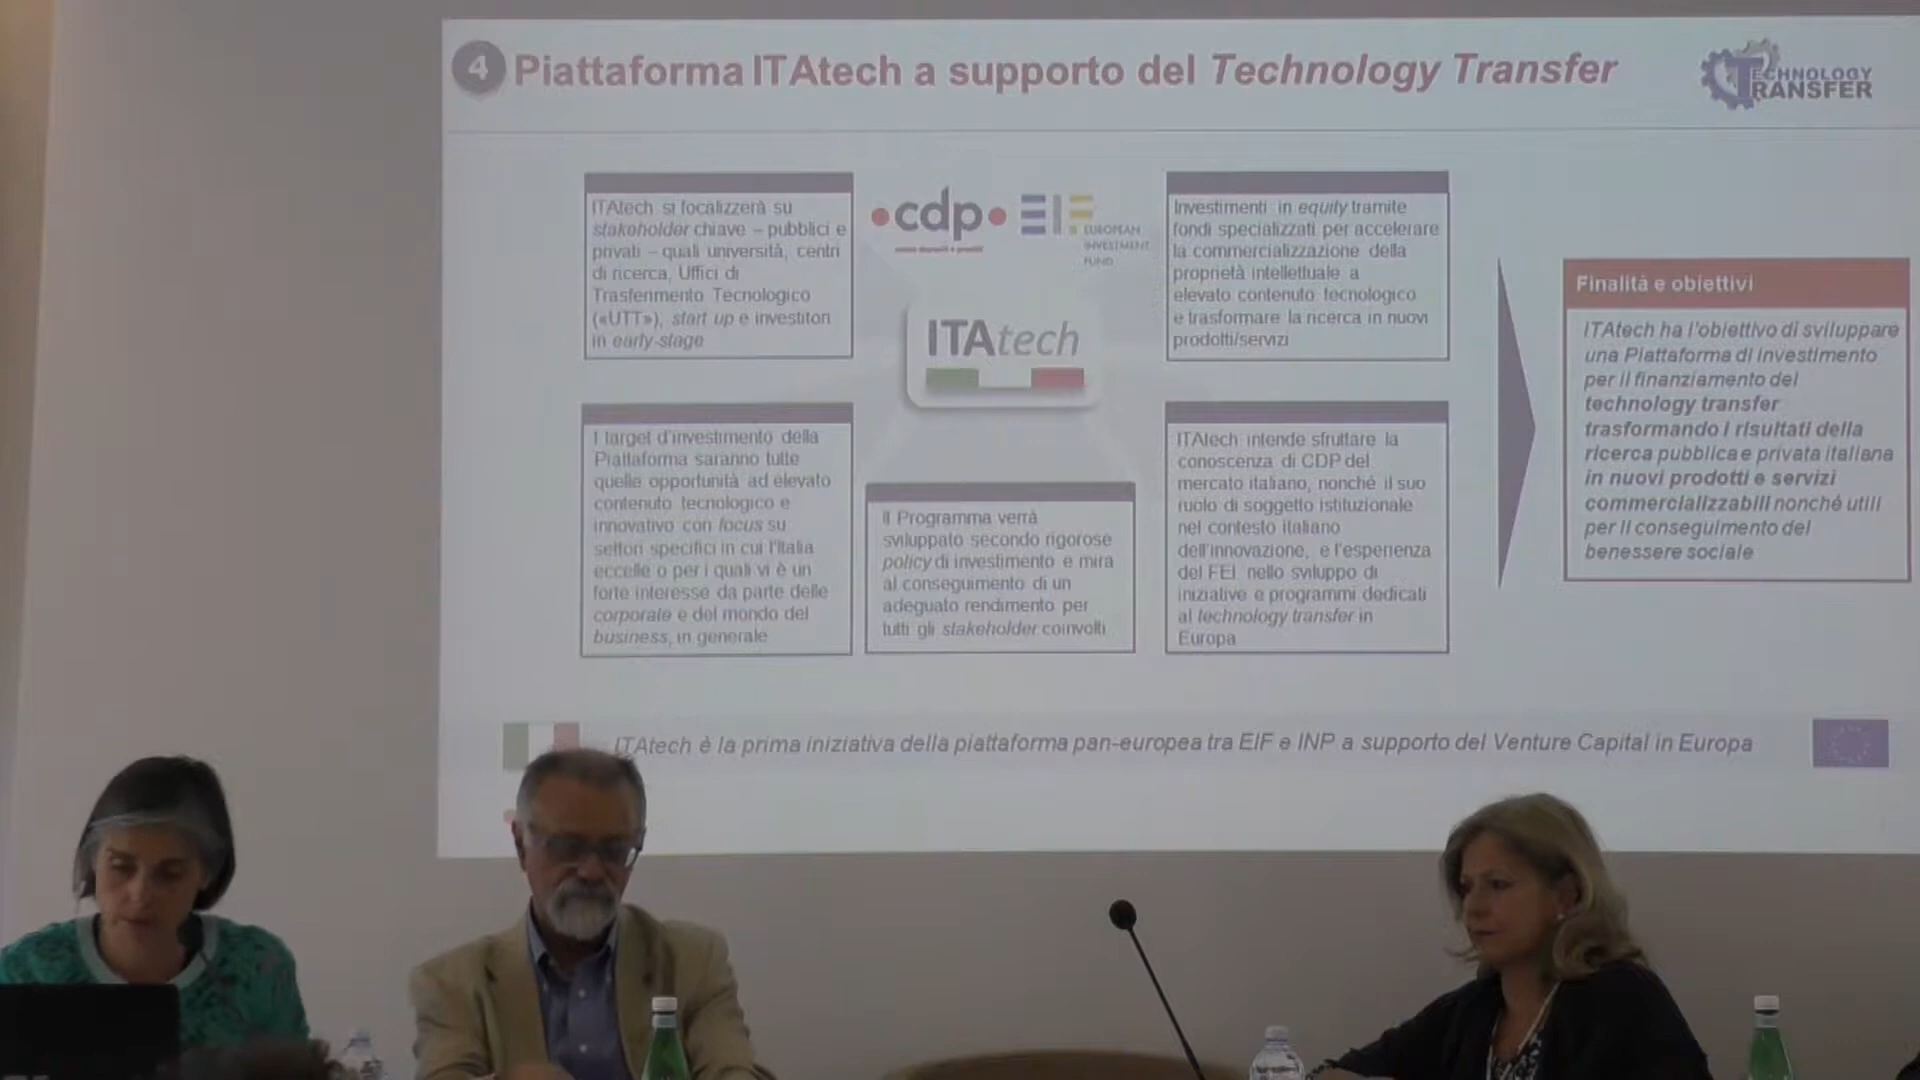 4 Piattaforma ITAtech a supporto del Technology Transfer
TECHNOLOGY
TRANSFER
ITAtech si focalizzerà su
stakeholder chiave – pubblici e
privati – quali università, centri
di ricerca, Uffici di
Trasferimento Tecnologico
(«UTT»), start up e investitori
in early-stage
cdp
EIF
EUROPEAN
INVESTMENT
FUND
Investimenti in equity tramite
fondi specializzati per accelerare
la commercializzazione della
proprietà intellettuale a
elevato contenuto tecnologico
e trasformare la ricerca in nuovi
prodotti/servizi
ITAtech
I target d'investimento della
Piattaforma saranno tutte
quelle opportunità ad elevato
contenuto tecnologico e
innovativo con focus su
settori specifici in cui l'Italia
eccelle o per i quali vi è un
forte interesse da parte delle
corporate e del mondo del
business, in generale
Il Programma verrà
sviluppato secondo rigorose
policy di investimento e mira
al conseguimento di un
adeguato rendimento per
tutti gli stakeholder coinvolti
ITAtech intende sfruttare la
conoscenza di CDP del
mercato italiano, nonché il suo
ruolo di soggetto istituzionale
nel contesto italiano
dell'innovazione, e l'esperienza
del FEI nello sviluppo di
iniziative e programmi dedicati
al technology transfer in
Europa
Finalità e obiettivi
ITAtech ha l'obiettivo di sviluppare
una Piattaforma di investimento
per il finanziamento del
technology transfer
trasformando i risultati della
ricerca pubblica e privata italiana
in nuovi prodotti e servizi
commercializzabili nonché utili
per il conseguimento del
benessere sociale
ITAtech è la prima iniziativa della piattaforma pan-europea tra EIF e INP a supporto del Venture Capital in Europa